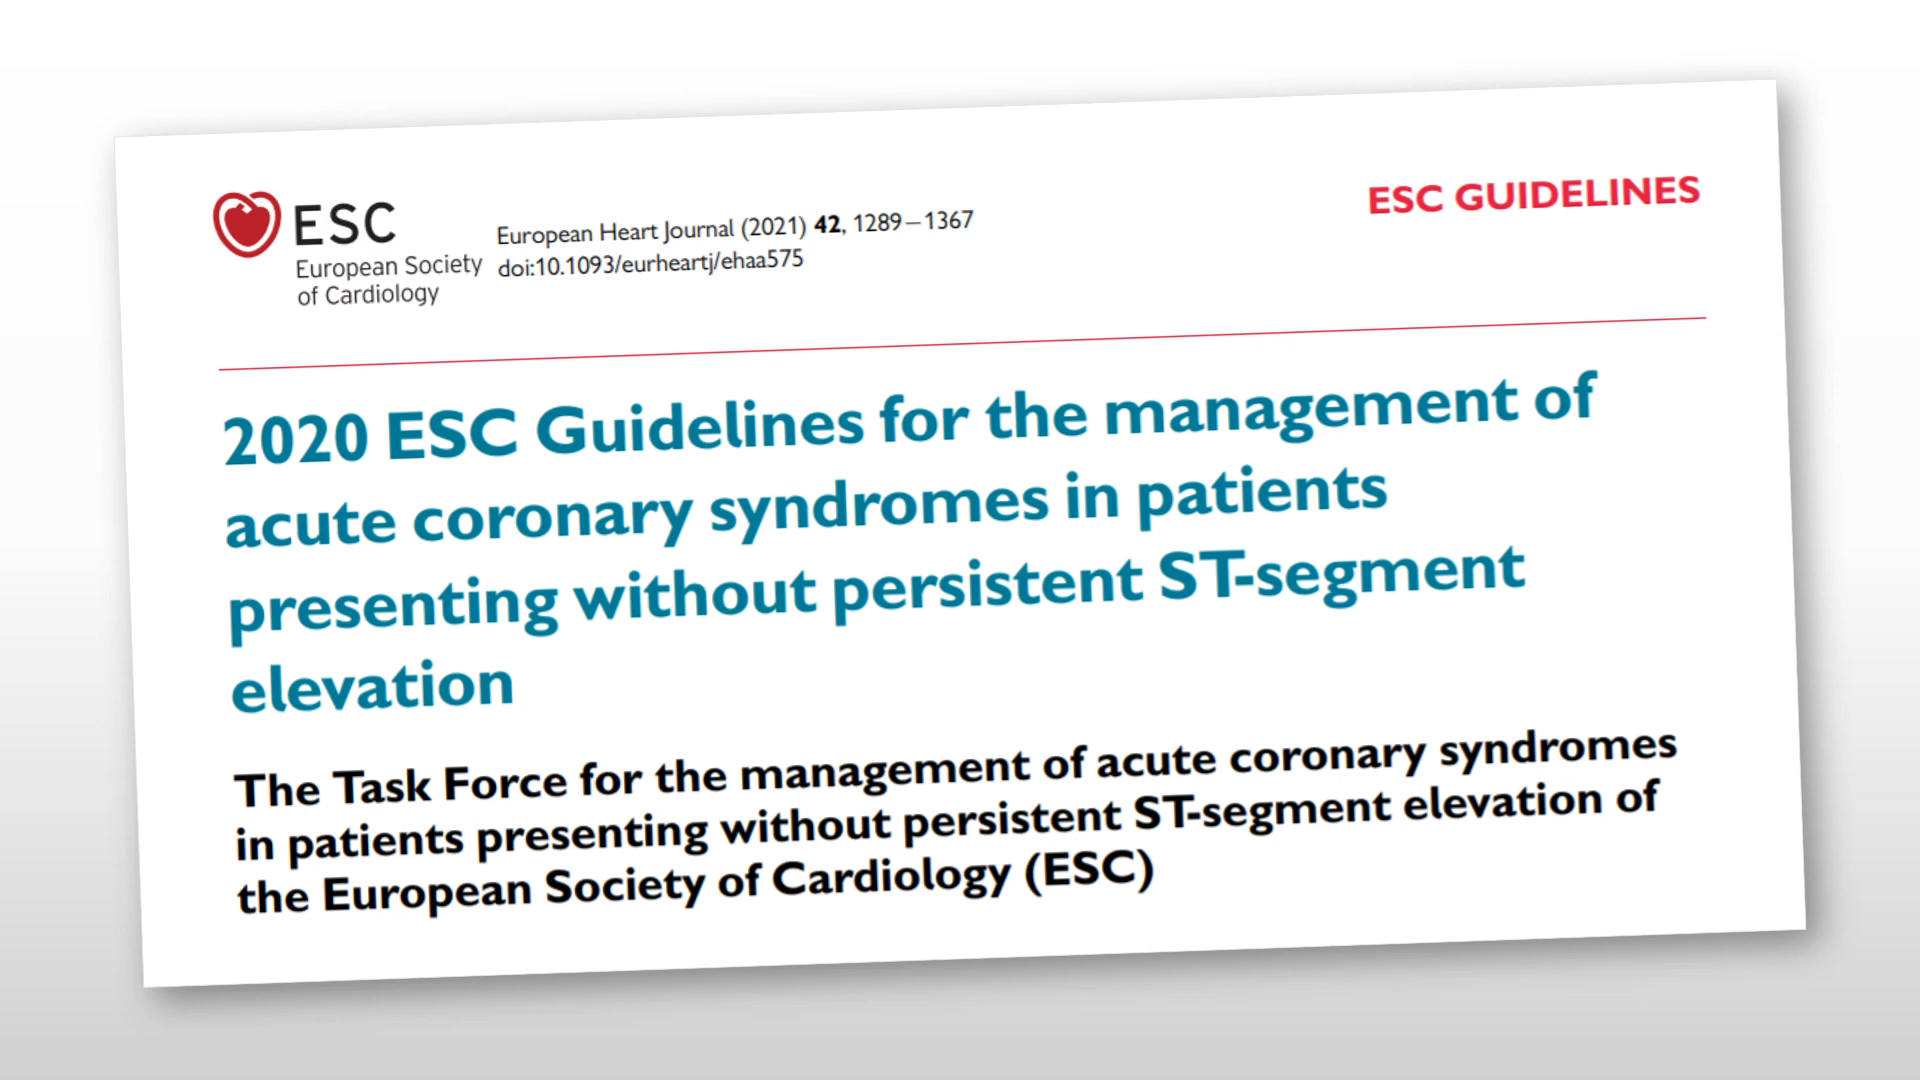 ESC
European Society
of Cardiology
European Heart Journal (2021) 42, 1289–1367
doi:10.1093/eurheartj/ehaa575
ESC GUIDELINES
2020 ESC Guidelines for the management of
acute coronary syndromes in patients
presenting without persistent ST-segment
elevation
The Task Force for the management of acute coronary syndromes
in patients presenting without persistent ST-segment elevation of
the European Society of Cardiology (ESC)